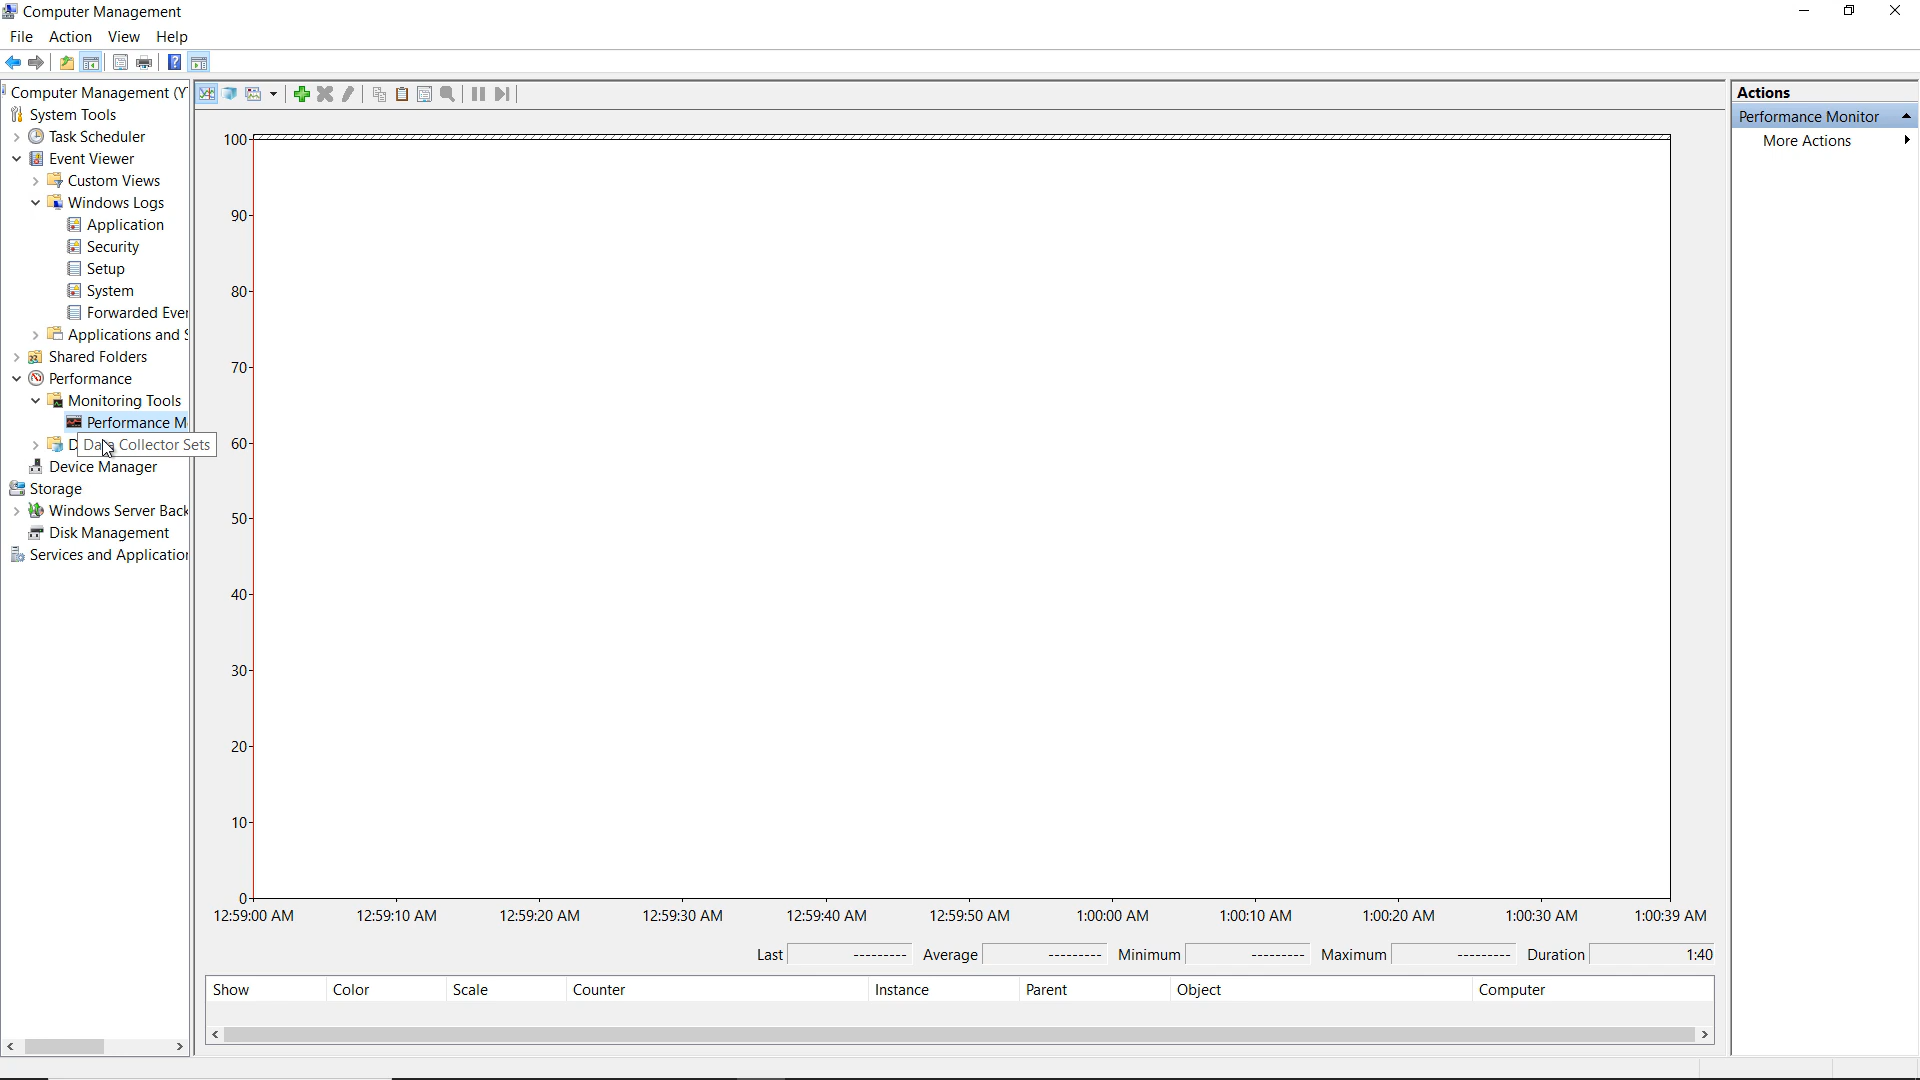 Computer Management
File Action View Help
Computer Management (Y
System Tools
Task Scheduler
Event Viewer
Custom Views
Windows Logs
Application
Security
Setup
System
Forwarded Ever
Applications and S
Shared Folders
Performance
Monitoring Tools
Performance M
D
Data Collector Sets
Device Manager
Storage
Windows Server Back
Disk Management
Services and Application
100
90
80
70
60
50
40
30
20
10
0
12:59:00 AM 12:59:10 AM 12:59:20 AM 12:59:30 AM 12:59:40 AM 12:59:50 AM 1:00:00 AM 1:00:10 AM 1:00:20 AM 1:00:30 AM 1:00:39 AM
Last --------- Average --------- Minimum --------- Maximum --------- Duration 1:40
Show Color Scale Counter Instance Parent Object Computer
Actions
Performance Monitor
More Actions